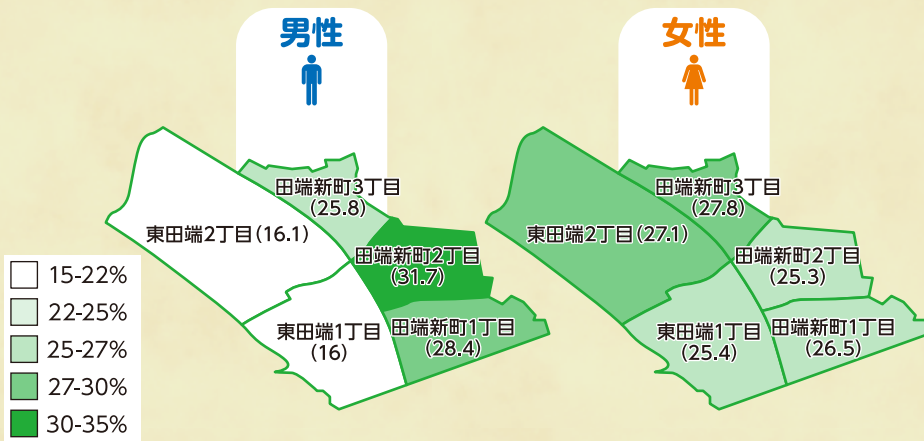 男性
田端新町3丁目
(25.8)
東田端2丁目(16.1)
田端新町2丁目
(31.7)
東田端1丁目
(16)
田端新町1丁目
(28.4)
女性
田端新町3丁目
(27.8)
東田端2丁目(27.1)
田端新町2丁目
(25.3)
東田端1丁目
(25.4)
田端新町1丁目
(26.5)
15-22%
22-25%
25-27%
27-30%
30-35%